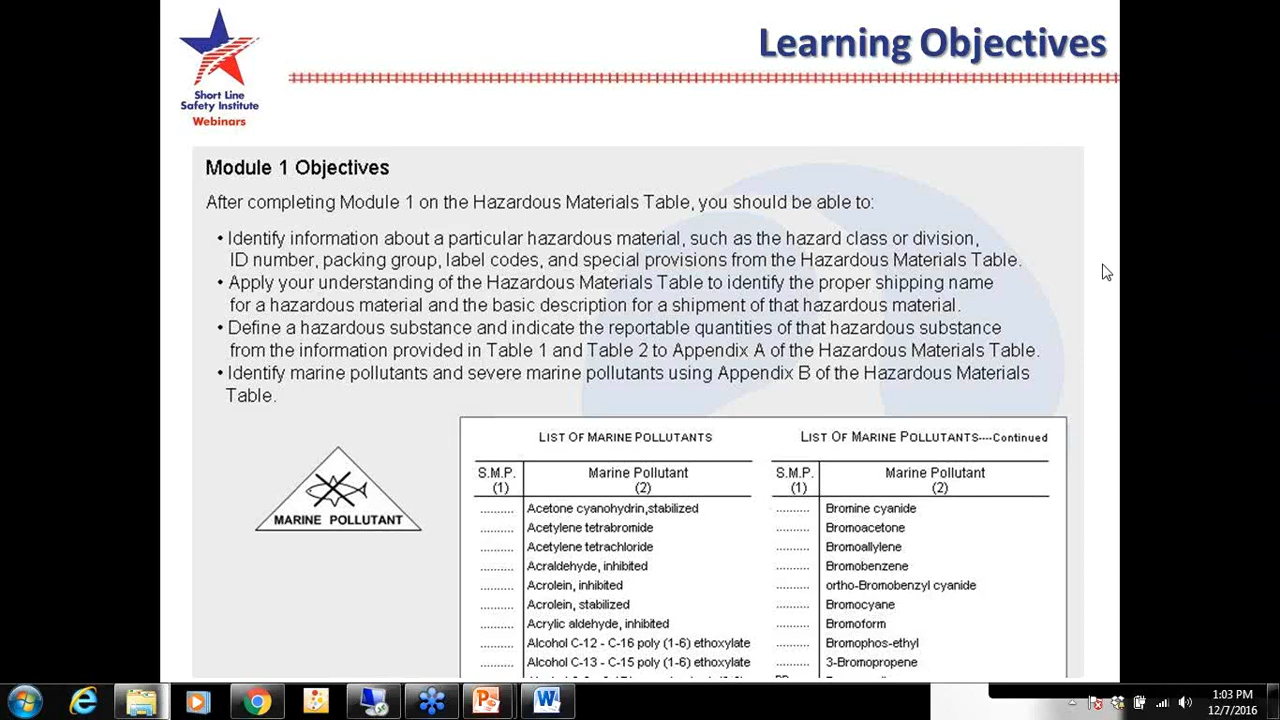 Learning Objectives
Short Line
Safety Institute
Webinars
Module 1 Objectives
After completing Module 1 on the Hazardous Materials Table, you should be able to:
• Identify information about a particular hazardous material, such as the hazard class or division,
ID number, packing group, label codes, and special provisions from the Hazardous Materials Table.
• Apply your understanding of the Hazardous Materials Table to identify the proper shipping name
for a hazardous material and the basic description for a shipment of that hazardous material.
• Define a hazardous substance and indicate the reportable quantities of that hazardous substance
from the information provided in Table 1 and Table 2 to Appendix A of the Hazardous Materials Table.
• Identify marine pollutants and severe marine pollutants using Appendix B of the Hazardous Materials
Table.
MARINE POLLUTANT
LIST OF MARINE POLLUTANTS
S.M.P. Marine Pollutant
(1) (2)
.......... Acetone cyanohydrin,stabilized
.......... Acetylene tetrabromide
.......... Acetylene tetrachloride
.......... Acraldehyde, inhibited
.......... Acrolein, inhibited
.......... Acrolein, stabilized
.......... Acrylic aldehyde, inhibited
.......... Alcohol C-12 - C-16 poly (1-6) ethoxylate
.......... Alcohol C-13 - C-15 poly (1-6) ethoxylate
LIST OF MARINE POLLUTANTS----Continued
S.M.P. Marine Pollutant
(1) (2)
.......... Bromine cyanide
.......... Bromoacetone
.......... Bromoallylene
.......... Bromobenzene
.......... ortho-Bromobenzyl cyanide
.......... Bromocyane
.......... Bromoform
.......... Bromophos-ethyl
.......... 3-Bromopropene
1:03 PM
12/7/2016